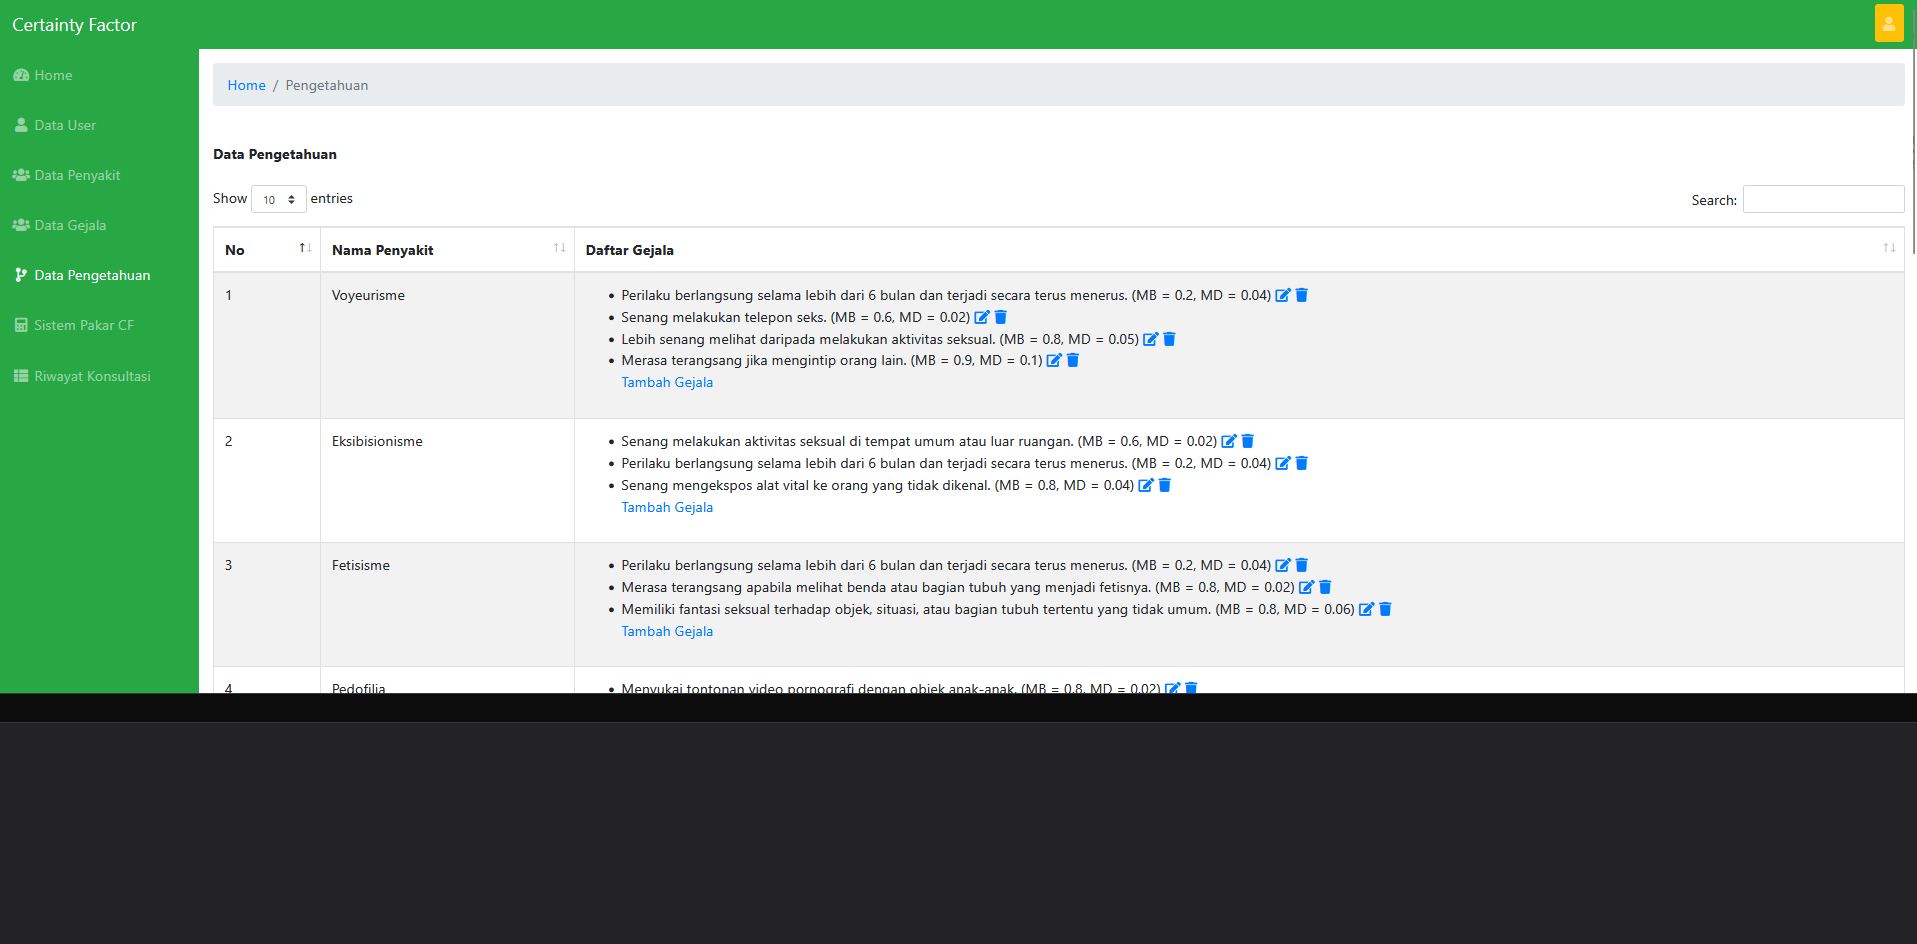 Certainty Factor
Home
Data User
Data Penyakit
Data Gejala
Data Pengetahuan
Sistem Pakar CF
Riwayat Konsultasi
Home / Pengetahuan
Data Pengetahuan
Show 10 entries
Search:
No Nama Penyakit Daftar Gejala
1 Voyeurisme
Perilaku berlangsung selama lebih dari 6 bulan dan terjadi secara terus menerus. (MB = 0.2, MD = 0.04)
Senang melakukan telepon seks. (MB = 0.6, MD = 0.02)
Lebih senang melihat daripada melakukan aktivitas seksual. (MB = 0.8, MD = 0.05)
Merasa terangsang jika mengintip orang lain. (MB = 0.9, MD = 0.1)
Tambah Gejala
2 Eksibisionisme
Senang melakukan aktivitas seksual di tempat umum atau luar ruangan. (MB = 0.6, MD = 0.02)
Perilaku berlangsung selama lebih dari 6 bulan dan terjadi secara terus menerus. (MB = 0.2, MD = 0.04)
Senang mengekspos alat vital ke orang yang tidak dikenal. (MB = 0.8, MD = 0.04)
Tambah Gejala
3 Fetisisme
Perilaku berlangsung selama lebih dari 6 bulan dan terjadi secara terus menerus. (MB = 0.2, MD = 0.04)
Merasa terangsang apabila melihat benda atau bagian tubuh yang menjadi fetisnya. (MB = 0.8, MD = 0.02)
Memiliki fantasi seksual terhadap objek, situasi, atau bagian tubuh tertentu yang tidak umum. (MB = 0.8, MD = 0.06)
Tambah Gejala
4 Pedofilia
Menyukai tontonan video pornografi dengan objek anak-anak. (MB = 0.8, MD = 0.02)